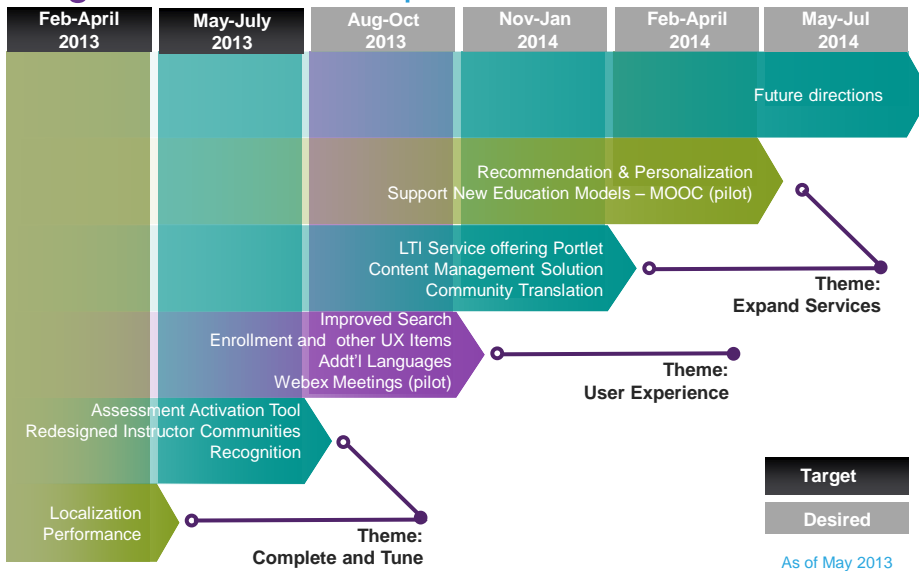 Feb-April
2013
May-July
2013
Aug-Oct
2013
Nov-Jan
2014
Feb-April
2014
May-Jul
2014
Future directions
Recommendation & Personalization
Support New Education Models – MOOC (pilot)
LTI Service offering Portlet
Content Management Solution
Community Translation
Theme:
Expand Services
Improved Search
Enrollment and other UX Items
Addt'l Languages
Webex Meetings (pilot)
Theme:
User Experience
Assessment Activation Tool
Redesigned Instructor Communities
Recognition
Localization
Performance
Theme:
Complete and Tune
Target
Desired
As of May 2013